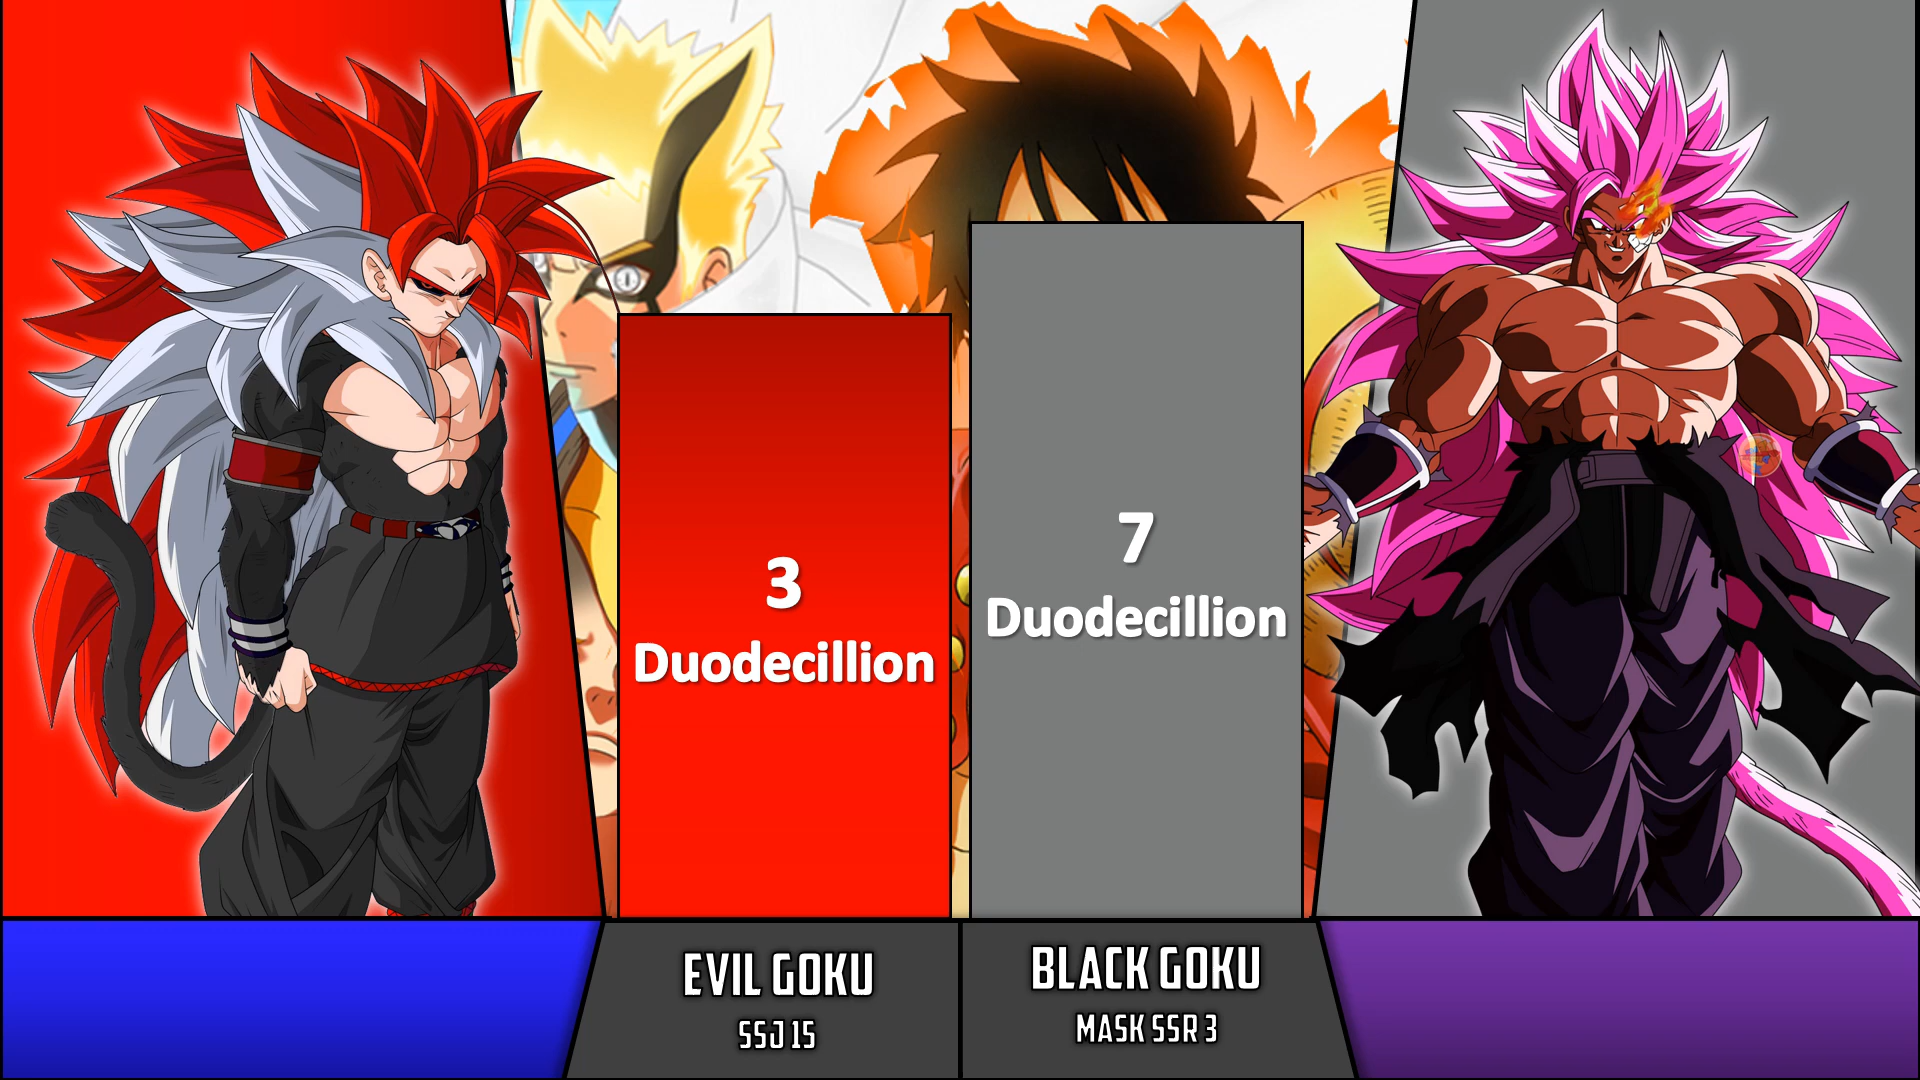 3
Duodecillion
7
Duodecillion
EVIL GOKU
SSJ 15
BLACK GOKU
MASK SSR 3